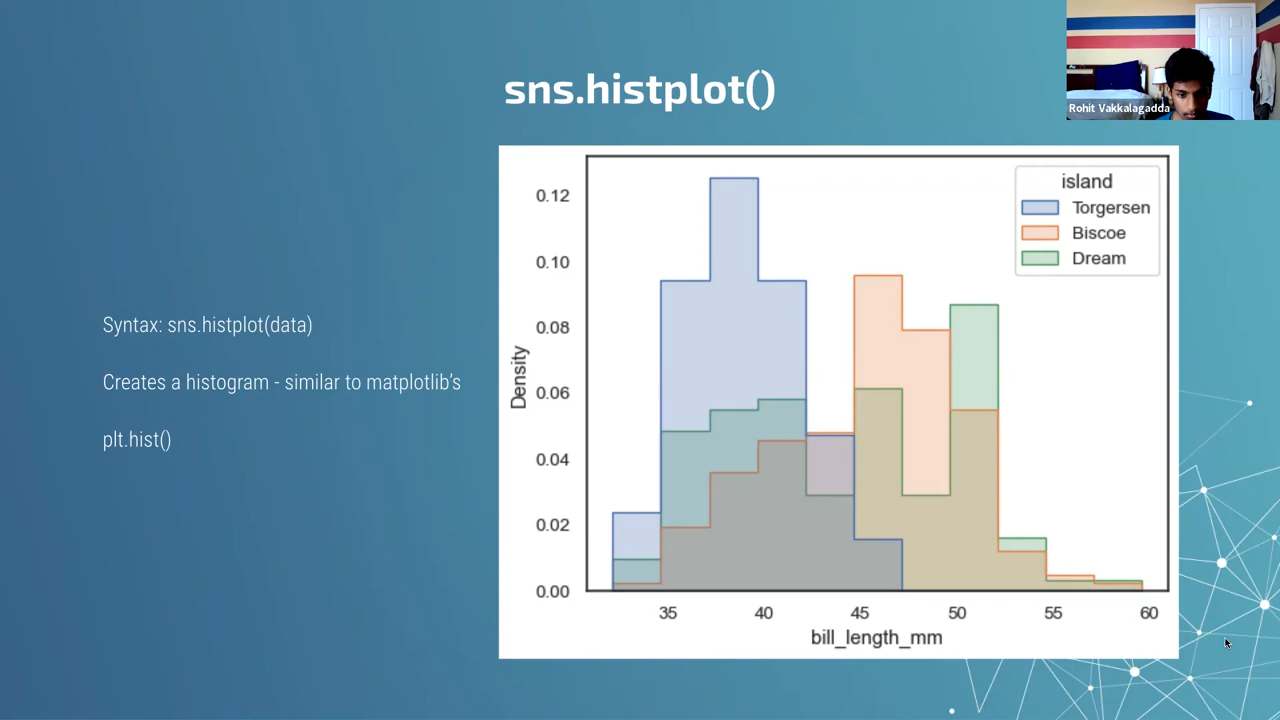 sns.histplot()
Rohit Vakkalagadda
Syntax: sns.histplot(data)
Creates a histogram - similar to matplotlib’s
plt.hist()
island
Torgersen
Biscoe
Dream
Density
0.12
0.10
0.08
0.06
0.04
0.02
0.00
35 40 45 50 55 60
bill_length_mm